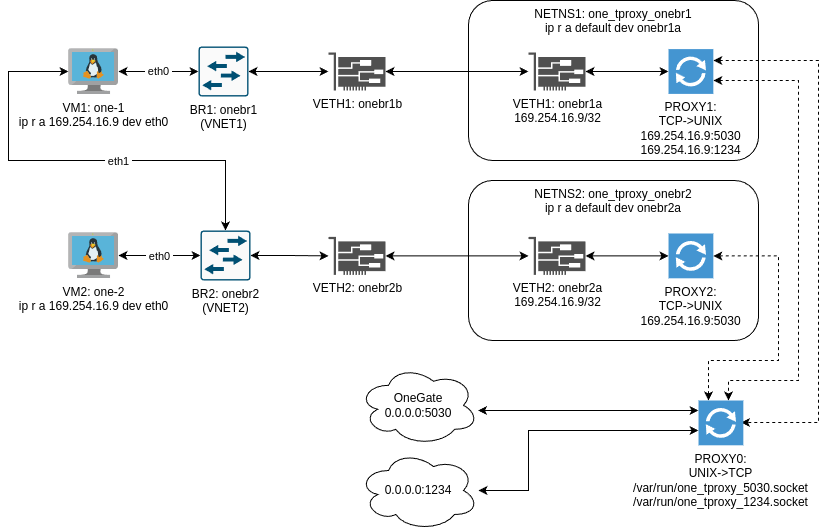 NETNS1: one_tproxy_onebr1
ip r a default dev onebr1a
eth0
VM1: one-1
ip r a 169.254.16.9 dev eth0
BR1: onebr1
(VNET1)
VETH1: onebr1b
VETH1: onebr1a
169.254.16.9/32
PROXY1:
TCP->UNIX
169.254.16.9:5030
169.254.16.9:1234
eth1
NETNS2: one_tproxy_onebr2
ip r a default dev onebr2a
eth0
VM2: one-2
ip r a 169.254.16.9 dev eth0
BR2: onebr2
(VNET2)
VETH2: onebr2b
VETH2: onebr2a
169.254.16.9/32
PROXY2:
TCP->UNIX
169.254.16.9:5030
OneGate
0.0.0.0:5030
0.0.0.0:1234
PROXY0:
UNIX->TCP
/var/run/one_tproxy_5030.socket
/var/run/one_tproxy_1234.socket